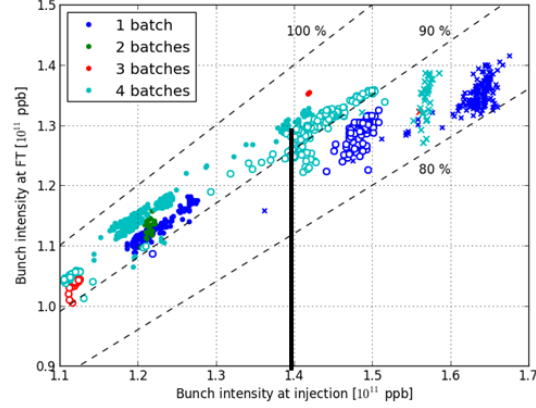 1 batch
2 batches
3 batches
4 batches
100 %
90 %
80 %
Bunch intensity at FT [10¹¹ ppb]
1.5
1.4
1.3
1.2
1.1
1.0
0.9
1.1 1.2 1.3 1.4 1.5 1.6 1.7
Bunch intensity at injection [10¹¹ ppb]